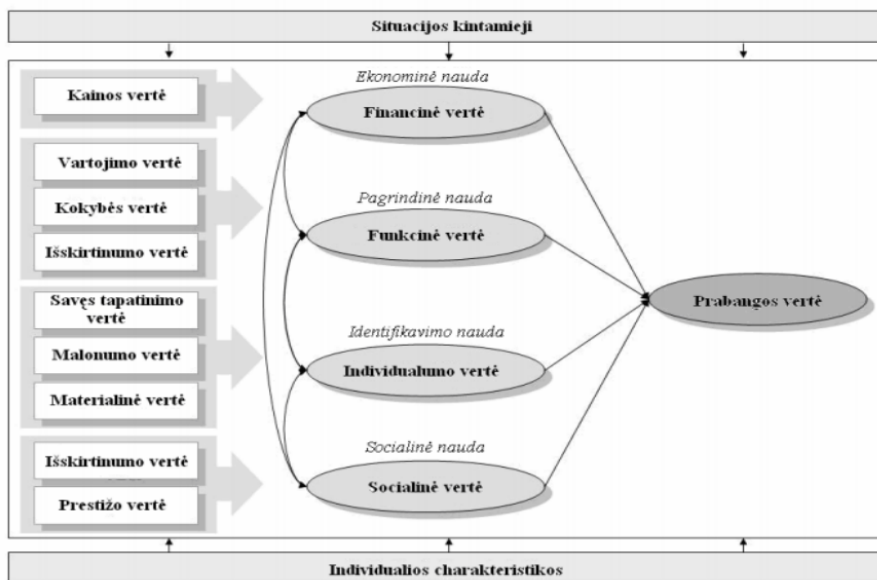 Situacijos kintamieji
Kainos vertė
Vartojimo vertė
Kokybės vertė
Išskirtinumo vertė
Savęs tapatinimo
vertė
Malonumo vertė
Materialinė vertė
Išskirtinumo vertė
Prestižo vertė
Ekonominė nauda
Financinė vertė
Pagrindinė nauda
Funkcinė vertė
Identifikavimo nauda
Individualumo vertė
Socialinė nauda
Socialinė vertė
Prabangos vertė
Individualios charakteristikos